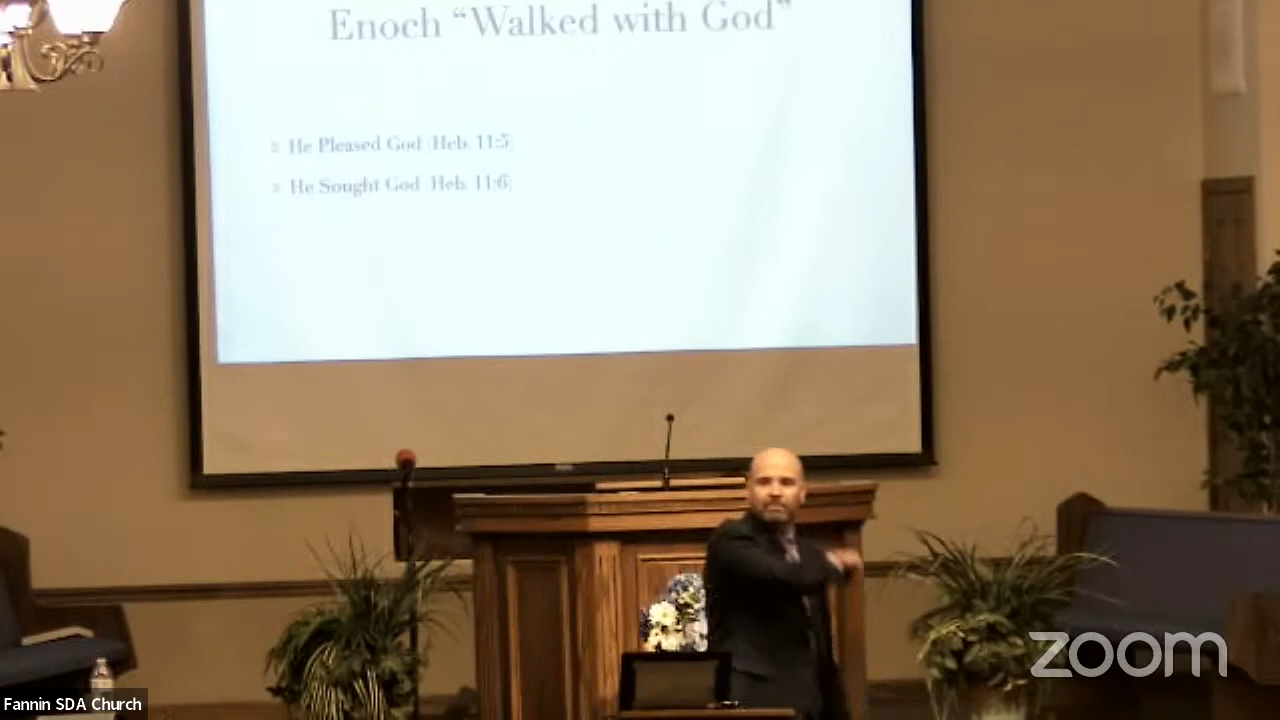 Enoch “Walked with God”
He Pleased God (Heb. 11:5)
He Sought God (Heb. 11:6)
zoom
Fannin SDA Church